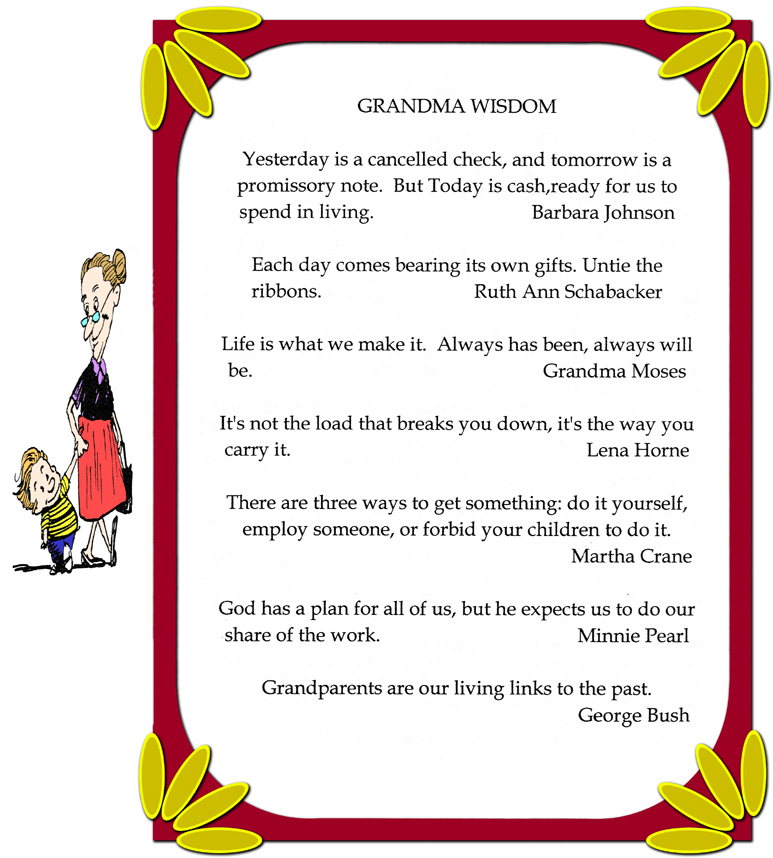 GRANDMA WISDOM
Yesterday is a cancelled check, and tomorrow is a
promissory note. But Today is cash,ready for us to
spend in living. Barbara Johnson
Each day comes bearing its own gifts. Untie the
ribbons. Ruth Ann Schabacker
Life is what we make it. Always has been, always will
be. Grandma Moses
It's not the load that breaks you down, it's the way you
carry it. Lena Horne
There are three ways to get something: do it yourself,
employ someone, or forbid your children to do it.
Martha Crane
God has a plan for all of us, but he expects us to do our
share of the work. Minnie Pearl
Grandparents are our living links to the past.
George Bush